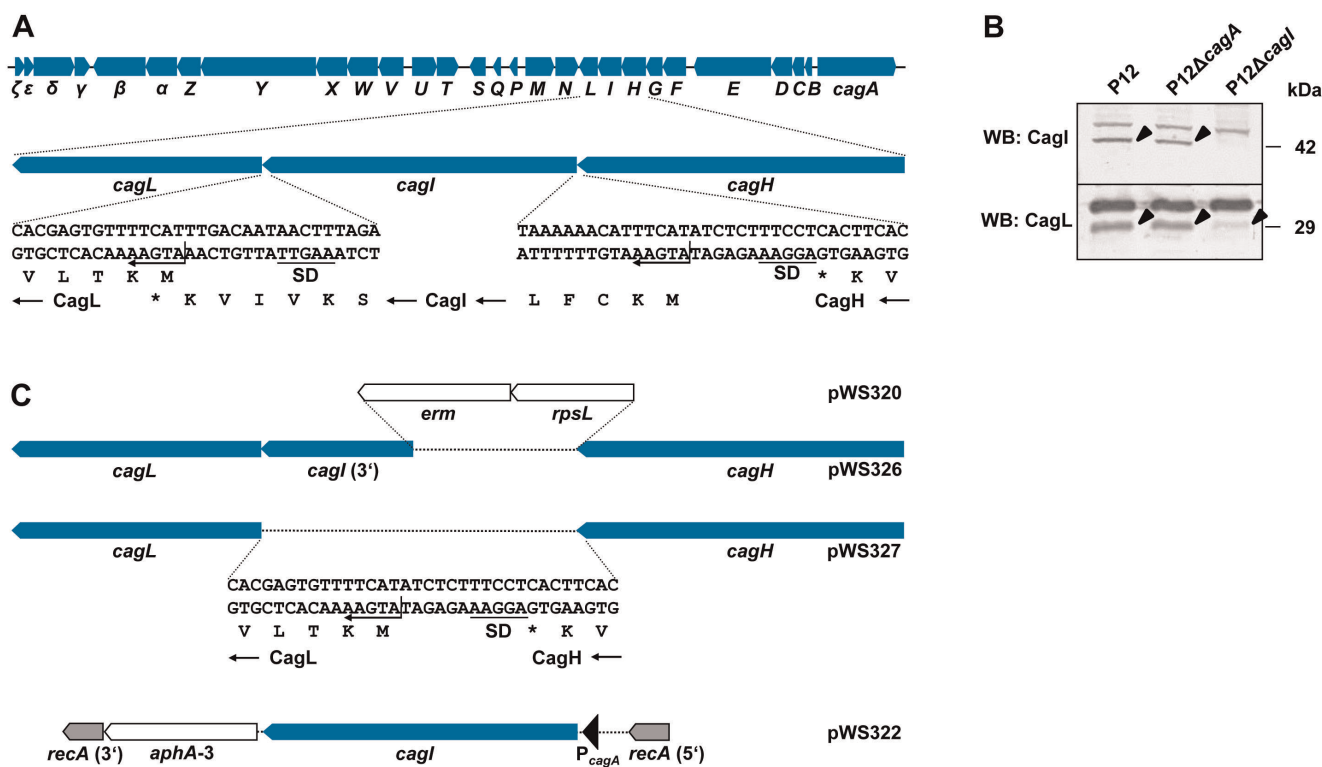 A
ζ ε δ γ β α Z Y X W V U T S Q P M N L I H G F E D C B cagA
cagL cagI cagH
CACGAGTGTTTTCATTTGACAATAACTTTAGA TAAAAAACATTTCATATCTCTTTCCTCACTTCAC
GTGCTCACAAAAGTAAACTGTTATTGAAATCT ATTTTTTGTAAAGTATAGAGAAAGGAGTGAAGTG
V L T K M SD SD * K V
← CagL * K V I V K S ← CagI ← L F C K M CagH ←
B
P12 P12ΔcagA P12ΔcagI
kDa
WB: CagI 42
WB: CagL 29
C
pWS320
erm rpsL
cagL cagI (3‘) cagH pWS326
cagL cagH pWS327
CACGAGTGTTTTCATATCTCTTTCCTCACTTCAC
GTGCTCACAAAAGTATAGAGAAAGGAGTGAAGTG
V L T K M SD * K V
← CagL CagH ←
pWS322
recA (3‘) aphA-3 cagI PcagA recA (5‘)